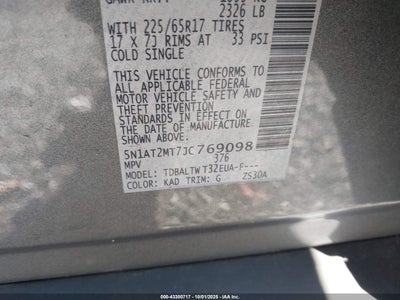 2326 LB
WITH 225/65R17 TIRES
17 X 7J RIMS AT 33 PSI
COLD SINGLE
THIS VEHICLE CONFORMS TO
ALL APPLICABLE FEDERAL
MOTOR VEHICLE SAFETY AND
THEFT PREVENTION
STANDARDS IN EFFECT ON
THE DATE OF MANUFACTURE
SHOWN ABOVE.
5N1AT2MT7JC769098
MPV 376
MODEL: TDBALTWT32EUA-F---
COLOR: KAD TRIM: G ZS30A
000-43300717 - 10/01/2025 - IAA, Inc.